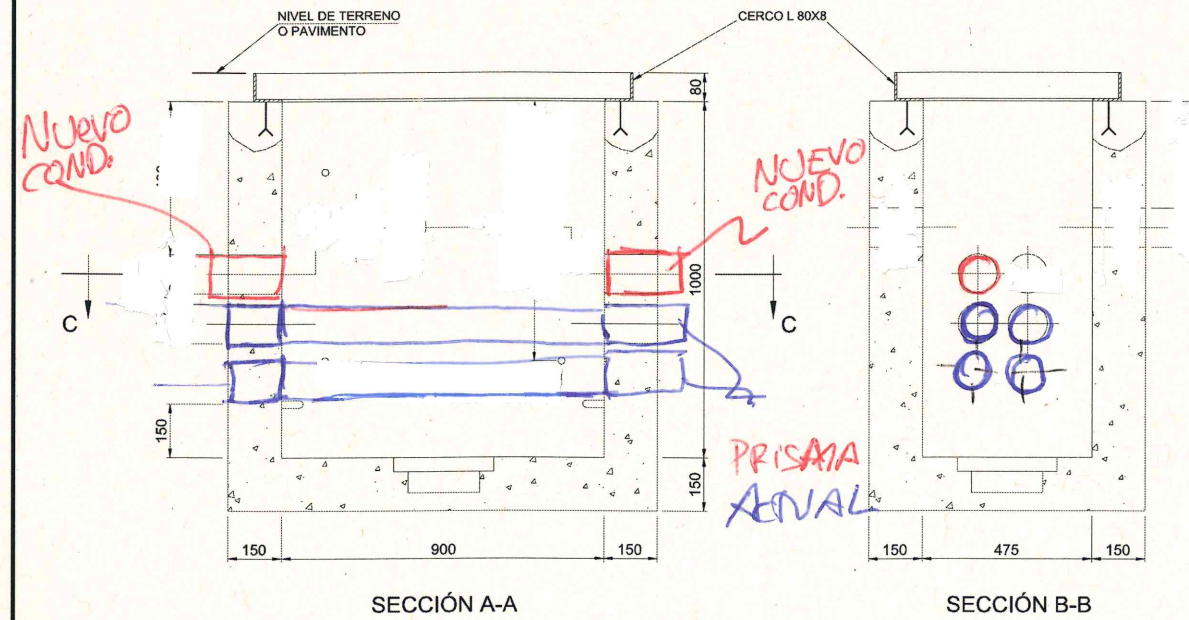 NIVEL DE TERRENO
O PAVIMENTO
CERCO L 80X8
80
NUEVO
COND.
NUEVO
COND.
C
C
1000
150
150
PRISMA
ACTUAL
150
900
150
150
475
150
SECCIÓN A-A
SECCIÓN B-B